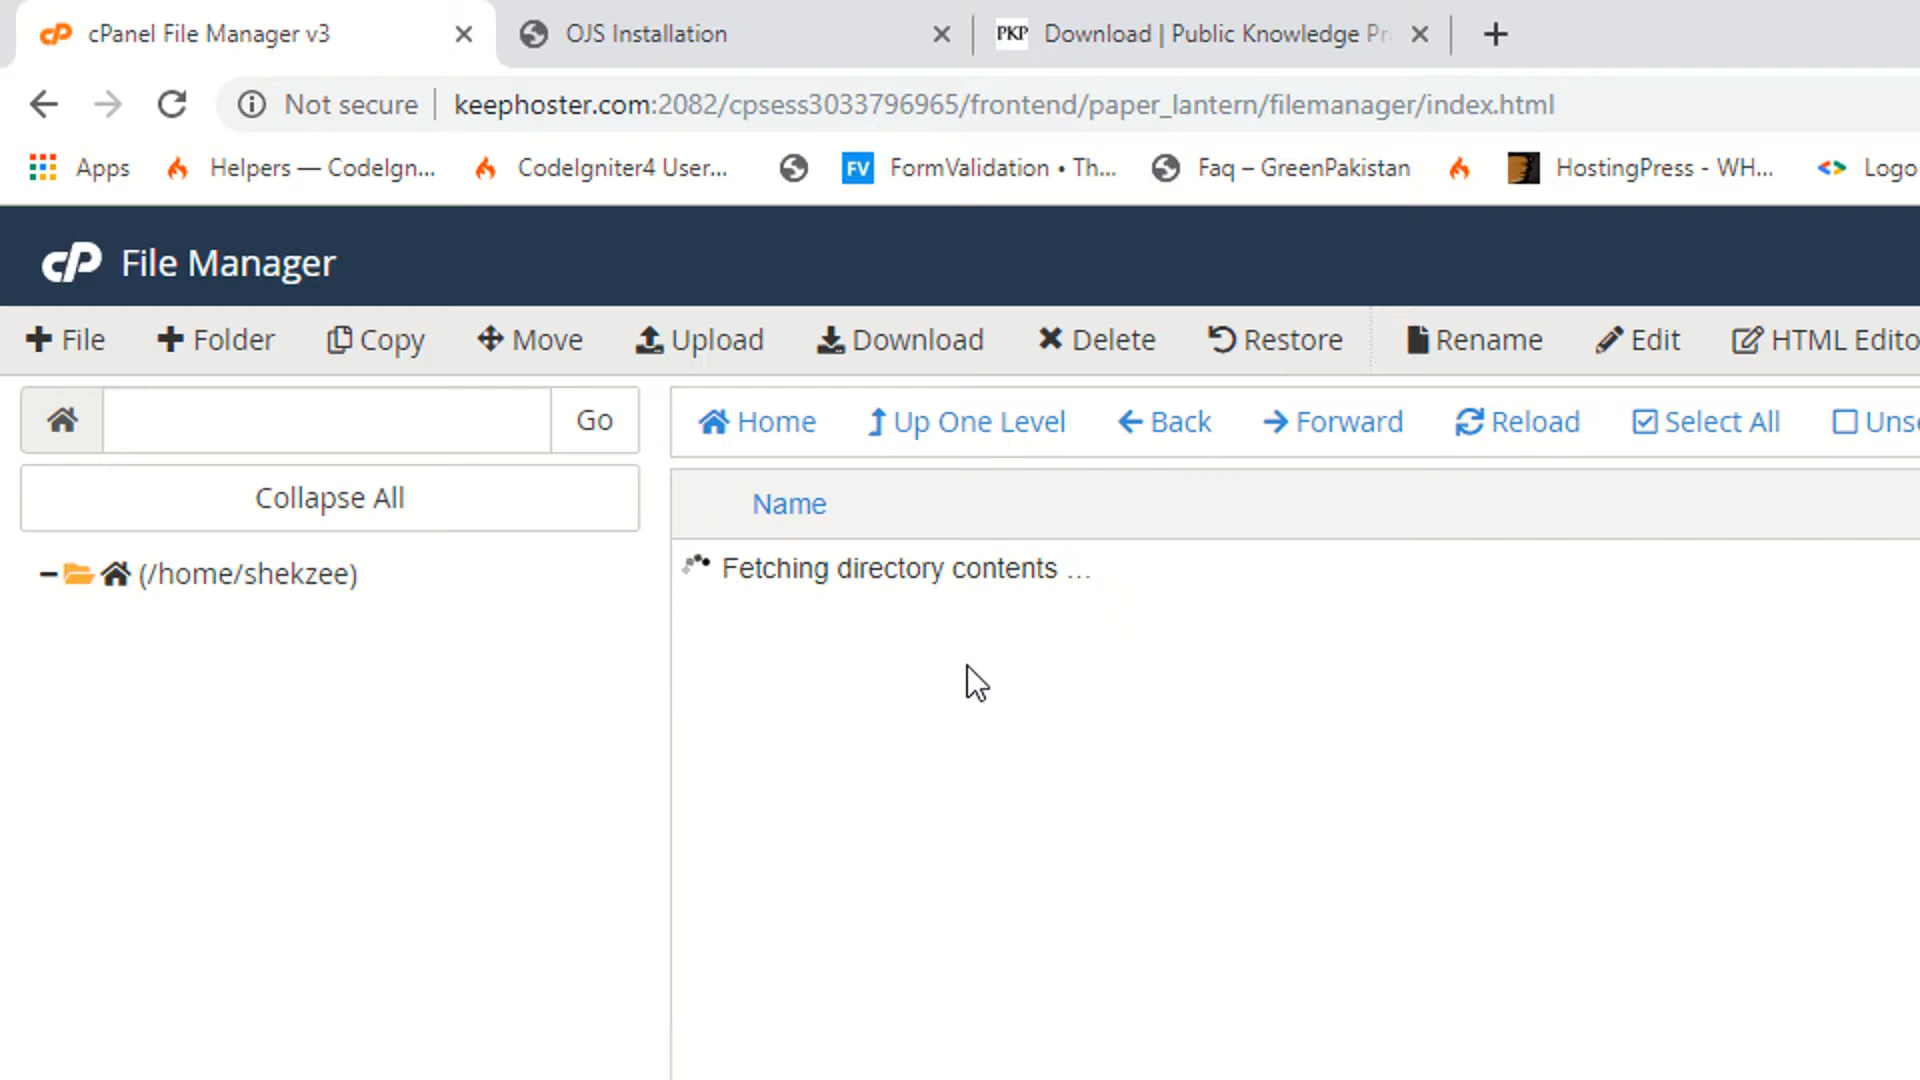 cPanel File Manager v3
OJS Installation
PKP Download | Public Knowledge Pr
Not secure keephoster.com:2082/cpsess3033796965/frontend/paper_lantern/filemanager/index.html
Apps Helpers — CodeIgn... CodeIgniter4 User... FV FormValidation • Th... Faq – GreenPakistan HostingPress - WH... Logo
cP File Manager
File Folder Copy Move Upload Download Delete Restore Rename Edit HTML Edito
Go Home Up One Level Back Forward Reload Select All Unse
Collapse All
Name
(/home/shekzee)
Fetching directory contents ...